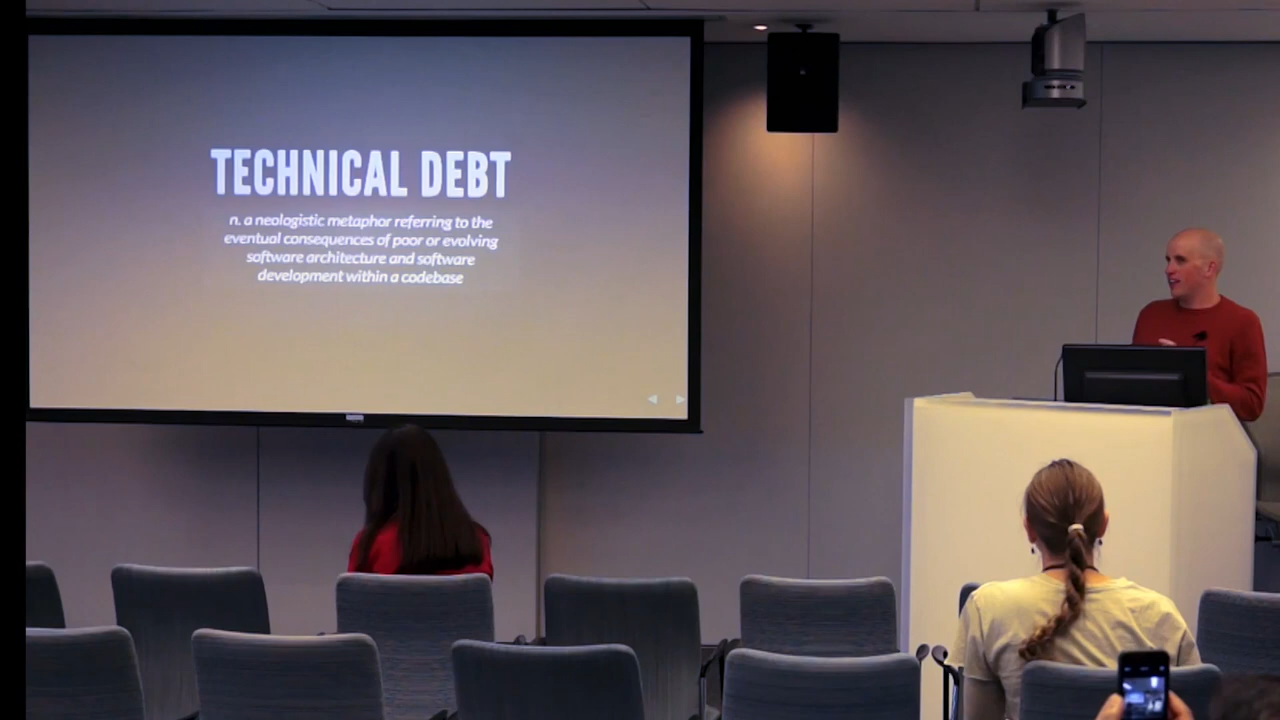 TECHNICAL DEBT
n. a neologistic metaphor referring to the
eventual consequences of poor or evolving
software architecture and software
development within a codebase